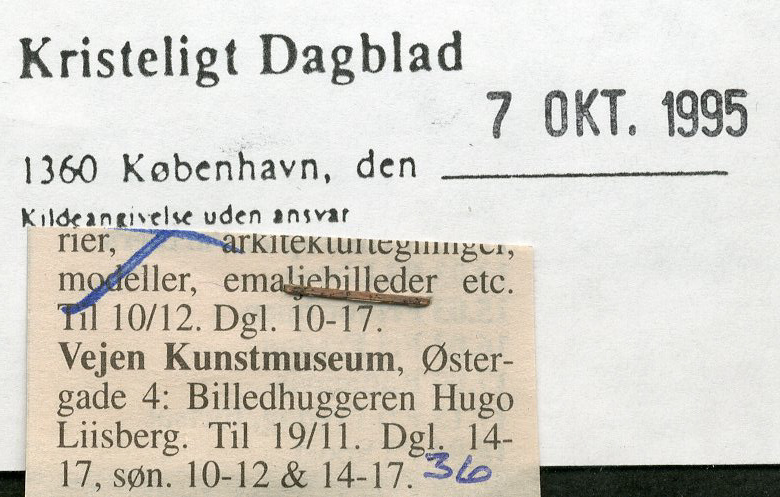 Kristeligt Dagblad
7 OKT. 1995
1360 København, den
Kildeangivelse uden ansvar
rier, arkitekturtegninger,
modeller, emaljebilleder etc.
Til 10/12. Dgl. 10-17.
Vejen Kunstmuseum, Øster-
gade 4: Billedhuggeren Hugo
Liisberg. Til 19/11. Dgl. 14-
17, søn. 10-12 & 14-17. 36